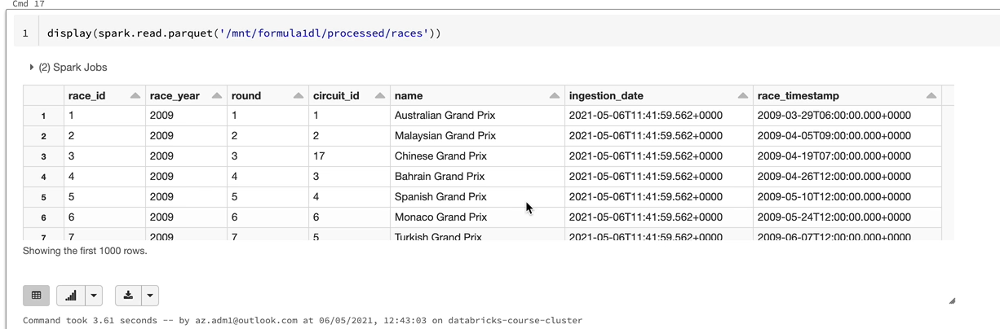 Cmd 17
1 display(spark.read.parquet('/mnt/formula1dl/processed/races'))
(2) Spark Jobs
race_id race_year round circuit_id name ingestion_date race_timestamp
1 1 2009 1 1 Australian Grand Prix 2021-05-06T11:41:59.562+0000 2009-03-29T06:00:00.000+0000
2 2 2009 2 2 Malaysian Grand Prix 2021-05-06T11:41:59.562+0000 2009-04-05T09:00:00.000+0000
3 3 2009 3 17 Chinese Grand Prix 2021-05-06T11:41:59.562+0000 2009-04-19T07:00:00.000+0000
4 4 2009 4 3 Bahrain Grand Prix 2021-05-06T11:41:59.562+0000 2009-04-26T12:00:00.000+0000
5 5 2009 5 4 Spanish Grand Prix 2021-05-06T11:41:59.562+0000 2009-05-10T12:00:00.000+0000
6 6 2009 6 6 Monaco Grand Prix 2021-05-06T11:41:59.562+0000 2009-05-24T12:00:00.000+0000
7 7 2009 7 5 Turkish Grand Prix 2021-05-06T11:41:59.562+0000 2009-06-07T12:00:00.000+0000
Showing the first 1000 rows.
Command took 3.61 seconds -- by az.adm1@outlook.com at 06/05/2021, 12:43:03 on databricks-course-cluster